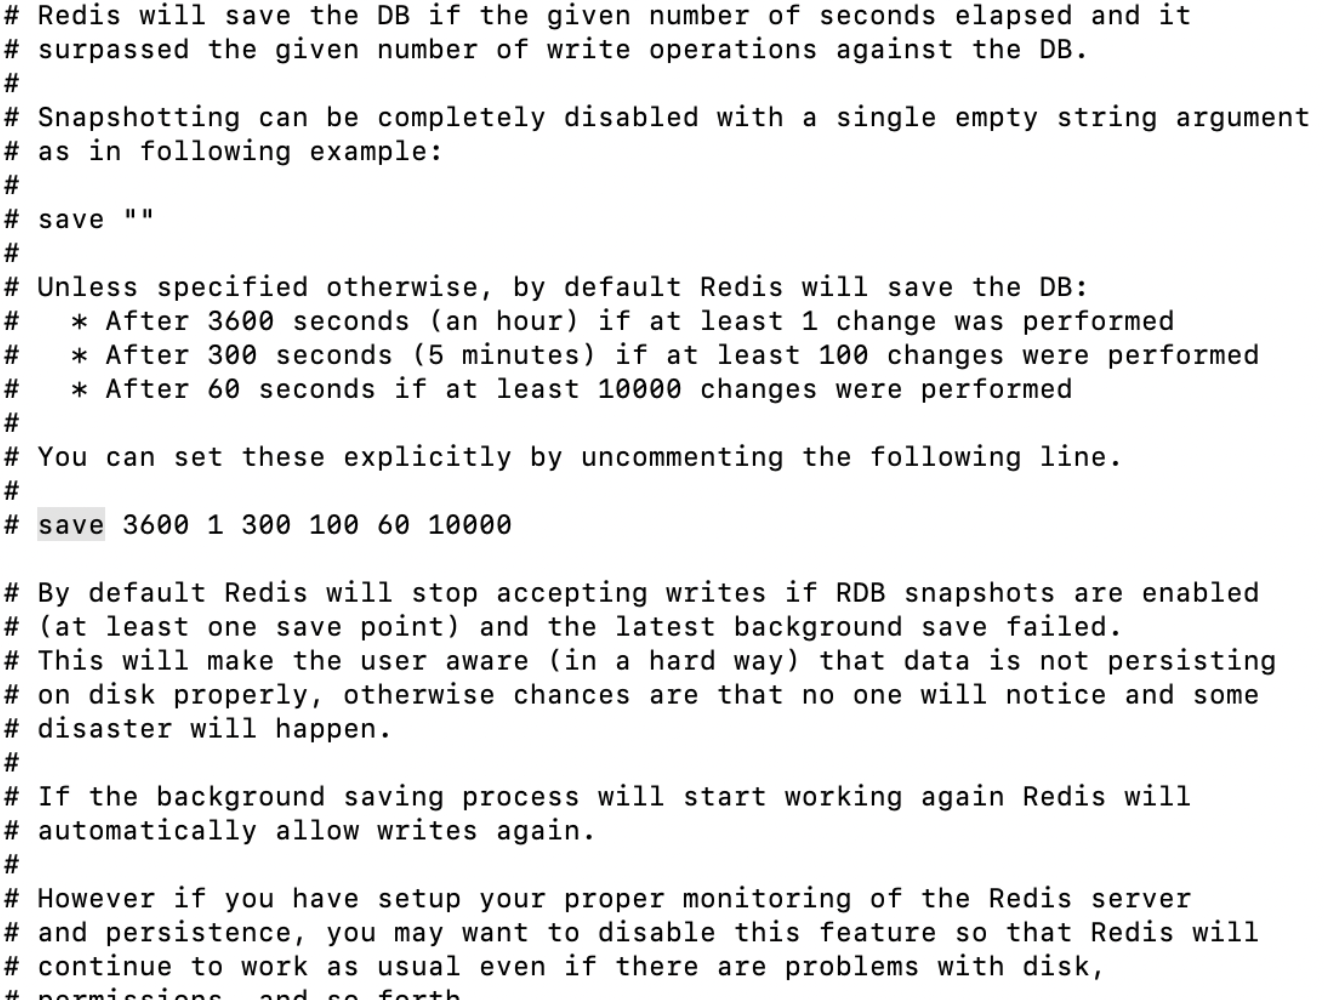 # Redis will save the DB if the given number of seconds elapsed and it
# surpassed the given number of write operations against the DB.
#
# Snapshotting can be completely disabled with a single empty string argument
# as in following example:
#
# save ""
#
# Unless specified otherwise, by default Redis will save the DB:
#   * After 3600 seconds (an hour) if at least 1 change was performed
#   * After 300 seconds (5 minutes) if at least 100 changes were performed
#   * After 60 seconds if at least 10000 changes were performed
#
# You can set these explicitly by uncommenting the following line.
#
# save 3600 1 300 100 60 10000

# By default Redis will stop accepting writes if RDB snapshots are enabled
# (at least one save point) and the latest background save failed.
# This will make the user aware (in a hard way) that data is not persisting
# on disk properly, otherwise chances are that no one will notice and some
# disaster will happen.
#
# If the background saving process will start working again Redis will
# automatically allow writes again.
#
# However if you have setup your proper monitoring of the Redis server
# and persistence, you may want to disable this feature so that Redis will
# continue to work as usual even if there are problems with disk,
# permissions, and so forth.